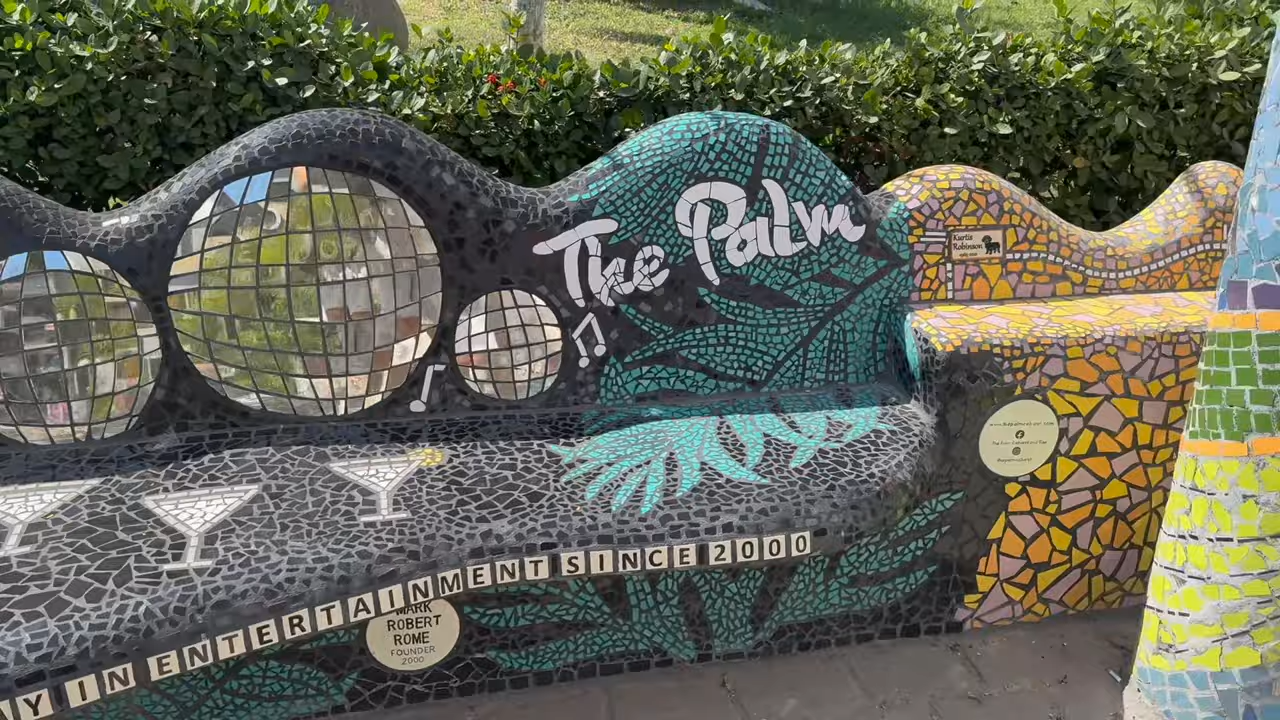 The Palm
Kurtis
Robinson
Y IN ENTERTAINMENT SINCE 2000
MARK
ROBERT
ROME
FOUNDER
2000